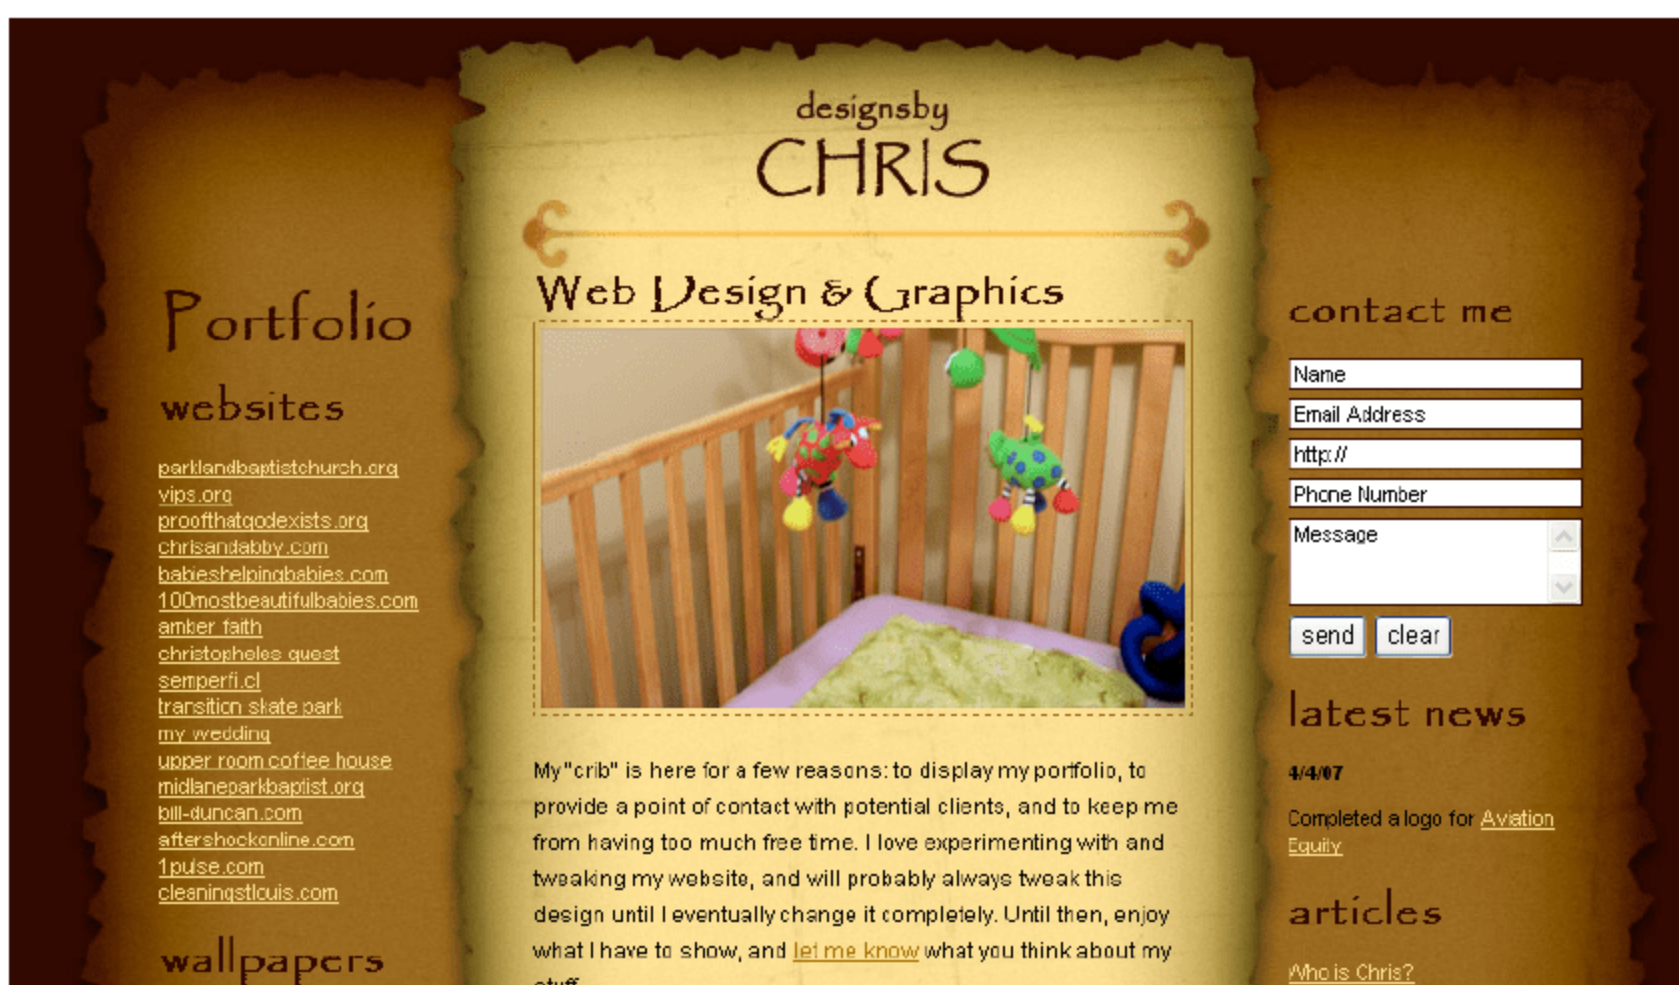 designsby
CHRIS
Portfolio
websites
parklandbaptistchurch.org
vips.org
proofthatgodexists.org
chrisandabby.com
babieshelpingbabies.com
100mostbeautifulbabies.com
amber faith
christopheles quest
semperfi.cl
transition skate park
my wedding
upper room coffee house
midlaneparkbaptist.org
bill-duncan.com
aftershockonline.com
1pulse.com
cleaningstlouis.com
wallpapers
Web Design & Graphics
My "crib" is here for a few reasons: to display my portfolio, to
provide a point of contact with potential clients, and to keep me
from having too much free time. I love experimenting with and
tweaking my website, and will probably always tweak this
design until I eventually change it completely. Until then, enjoy
what I have to show, and let me know what you think about my
stuff
contact me
Name
Email Address
http://
Phone Number
Message
send clear
latest news
4/4/07
Completed a logo for Aviation
Equity
articles
Who is Chris?